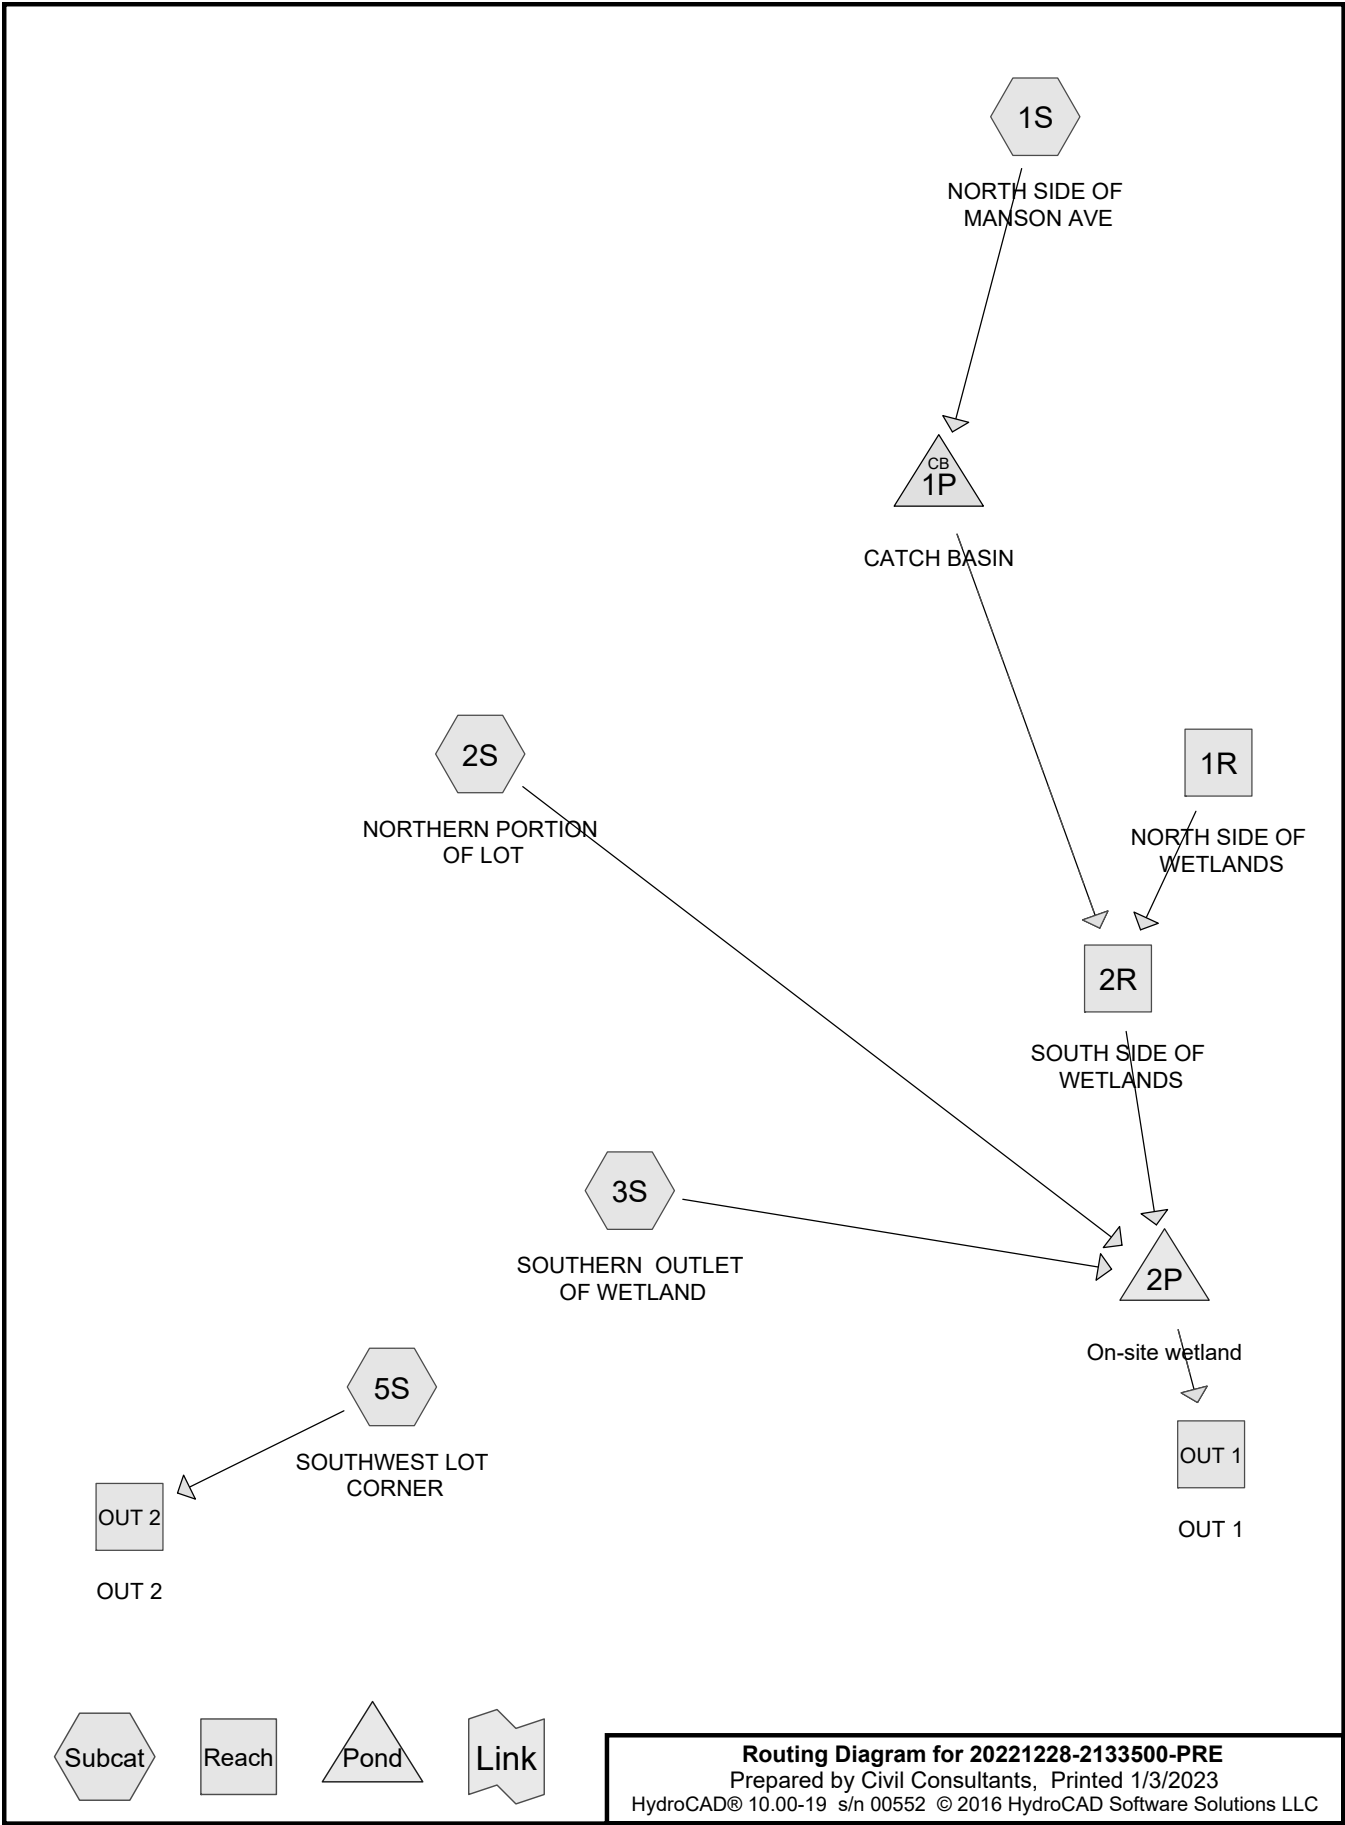 1S
NORTH SIDE OF
MANSON AVE
CB
1P
CATCH BASIN
2S
NORTHERN PORTION
OF LOT
1R
NORTH SIDE OF
WETLANDS
2R
SOUTH SIDE OF
WETLANDS
3S
SOUTHERN  OUTLET
OF WETLAND
2P
On-site wetland
5S
SOUTHWEST LOT
CORNER
OUT 1
OUT 1
OUT 2
OUT 2
Subcat
Reach
Pond
Link
Routing Diagram for 20221228-2133500-PRE
Prepared by Civil Consultants,  Printed 1/3/2023
HydroCAD® 10.00-19  s/n 00552  © 2016 HydroCAD Software Solutions LLC